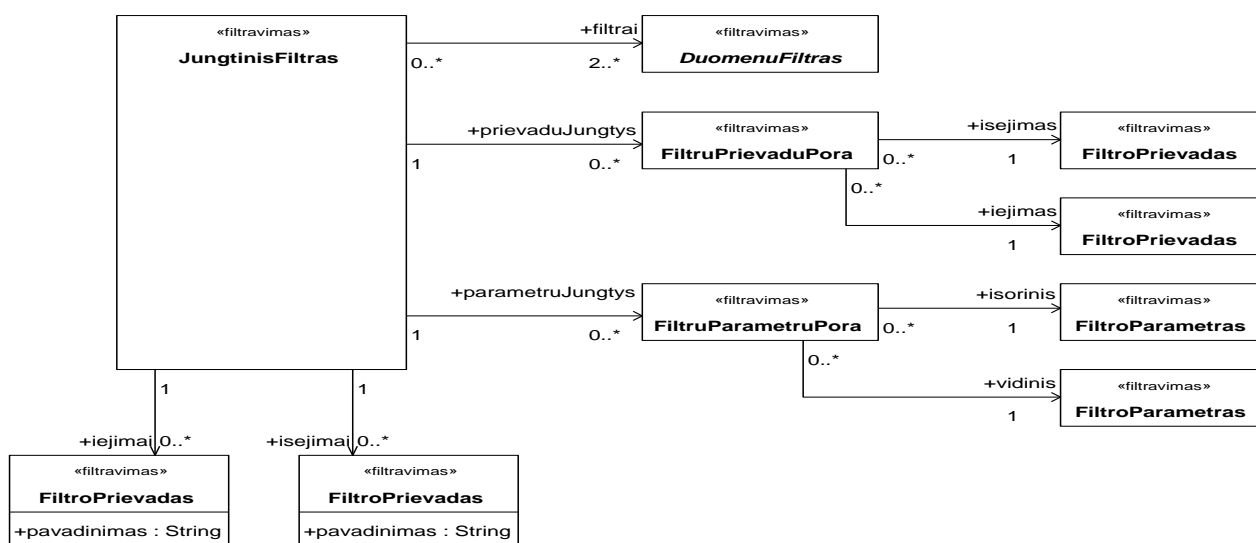 «filtravimas»
JungtinisFiltras
+filtrai
0..*
2..*
«filtravimas»
DuomenuFiltras
+prievaduJungtys
1
0..*
«filtravimas»
FiltruPrievaduPora
+isejimas
0..*
1
«filtravimas»
FiltroPrievadas
0..*
+iejimas
1
«filtravimas»
FiltroPrievadas
+parametruJungtys
1
0..*
«filtravimas»
FiltruParametruPora
+isorinis
0..*
1
«filtravimas»
FiltroParametras
0..*
+vidinis
1
«filtravimas»
FiltroParametras
1
+iejimai 0..*
«filtravimas»
FiltroPrievadas
+pavadinimas : String
1
+isejimai 0..*
«filtravimas»
FiltroPrievadas
+pavadinimas : String